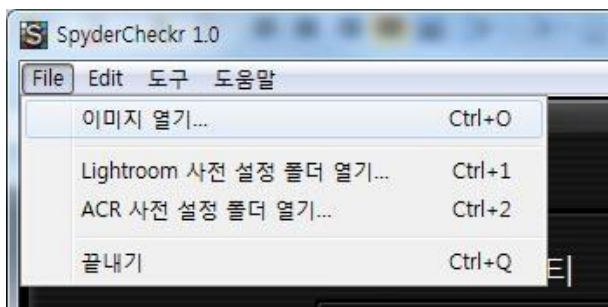 SpyderCheckr 1.0
File Edit 도구 도움말
이미지 열기... Ctrl+O
Lightroom 사전 설정 폴더 열기... Ctrl+1
ACR 사전 설정 폴더 열기... Ctrl+2
끝내기 Ctrl+Q